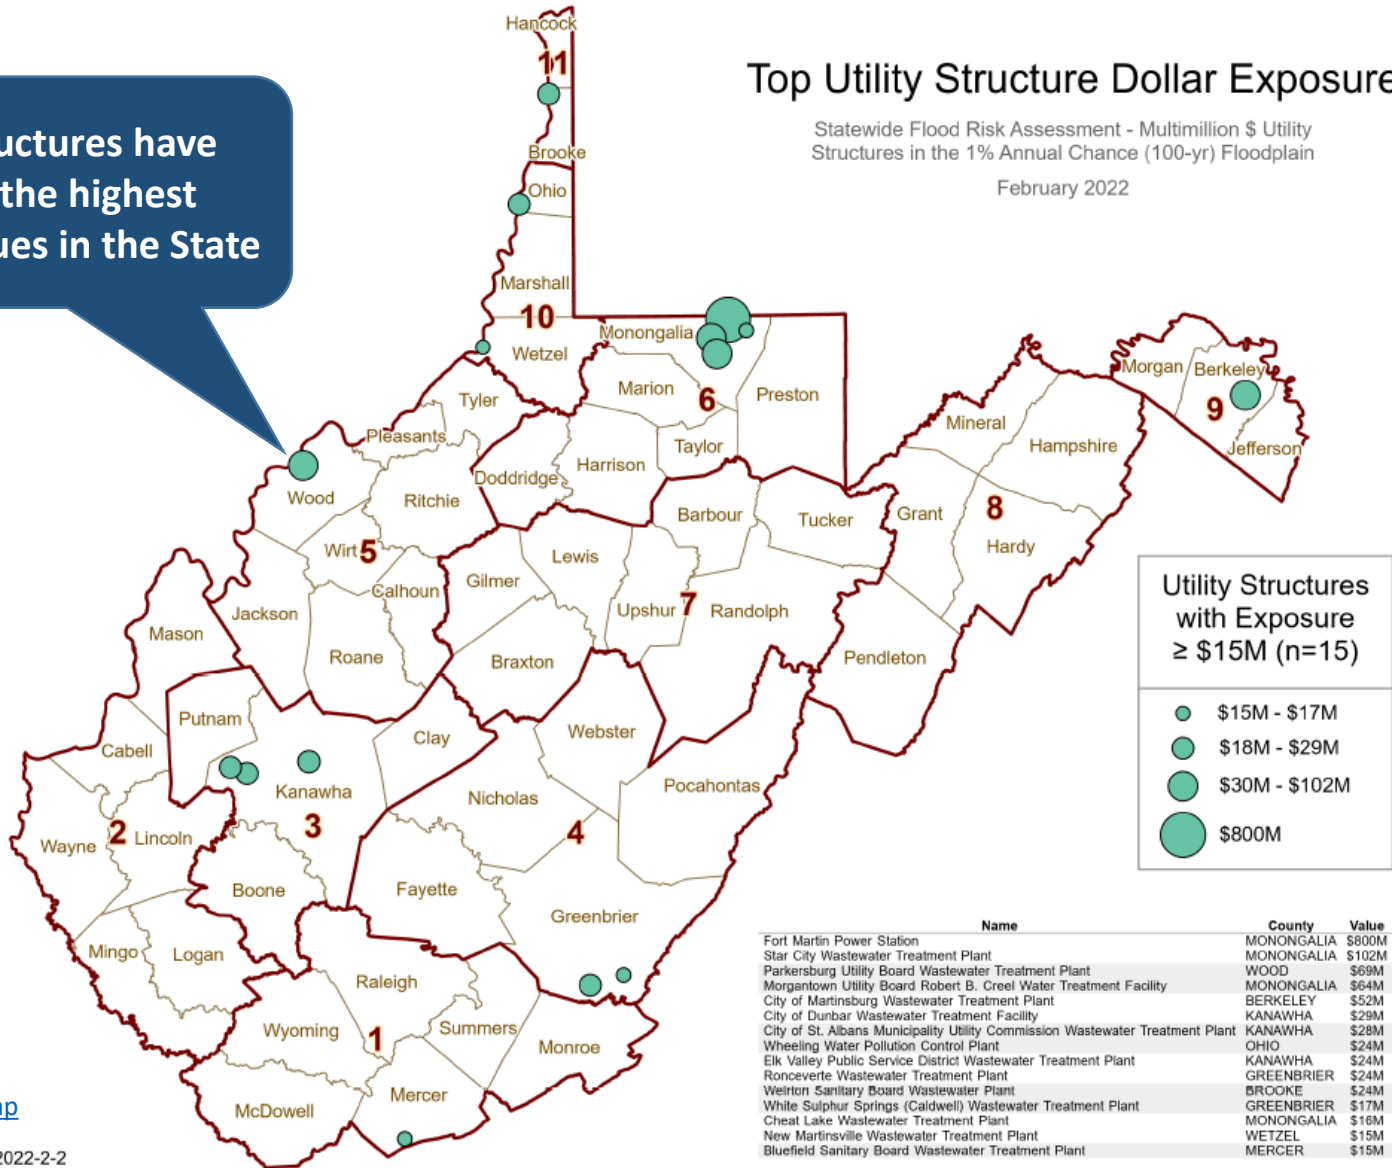 Top Utility Structure Dollar Exposure
Statewide Flood Risk Assessment - Multimillion $ Utility
Structures in the 1% Annual Chance (100-yr) Floodplain
February 2022
uctures have
the highest
ues in the State
Hancock
11
Brooke
Ohio
Marshall
10
Wetzel
Monongalia
Marion
6
Preston
Taylor
Tyler
Pleasants
Doddridge
Harrison
Wood
Ritchie
Wirt
5
Calhoun
Jackson
Roane
Barbour
Tucker
Lewis
Gilmer
Upshur
7
Randolph
Braxton
Mineral
Hampshire
Grant
8
Hardy
Pendleton
Morgan
Berkeley
9
Jefferson
Mason
Putnam
Cabell
Kanawha
3
Clay
Webster
Pocahontas
Nicholas
4
Wayne
2
Lincoln
Boone
Fayette
Greenbrier
Mingo
Logan
Raleigh
Wyoming
1
Summers
Monroe
Mercer
McDowell
Utility Structures
with Exposure
≥ $15M (n=15)
$15M - $17M
$18M - $29M
$30M - $102M
$800M
Name County Value
Fort Martin Power Station MONONGALIA $800M
Star City Wastewater Treatment Plant MONONGALIA $102M
Parkersburg Utility Board Wastewater Treatment Plant WOOD $69M
Morgantown Utility Board Robert B. Creel Water Treatment Facility MONONGALIA $64M
City of Martinsburg Wastewater Treatment Plant BERKELEY $52M
City of Dunbar Wastewater Treatment Facility KANAWHA $29M
City of St. Albans Municipality Utility Commission Wastewater Treatment Plant KANAWHA $28M
Wheeling Water Pollution Control Plant OHIO $24M
Elk Valley Public Service District Wastewater Treatment Plant KANAWHA $24M
Ronceverte Wastewater Treatment Plant GREENBRIER $24M
Weirton Sanitary Board Wastewater Plant BROOKE $24M
White Sulphur Springs (Caldwell) Wastewater Treatment Plant GREENBRIER $17M
Cheat Lake Wastewater Treatment Plant MONONGALIA $16M
New Martinsville Wastewater Treatment Plant WETZEL $15M
Bluefield Sanitary Board Wastewater Treatment Plant MERCER $15M
ap
2022-2-2